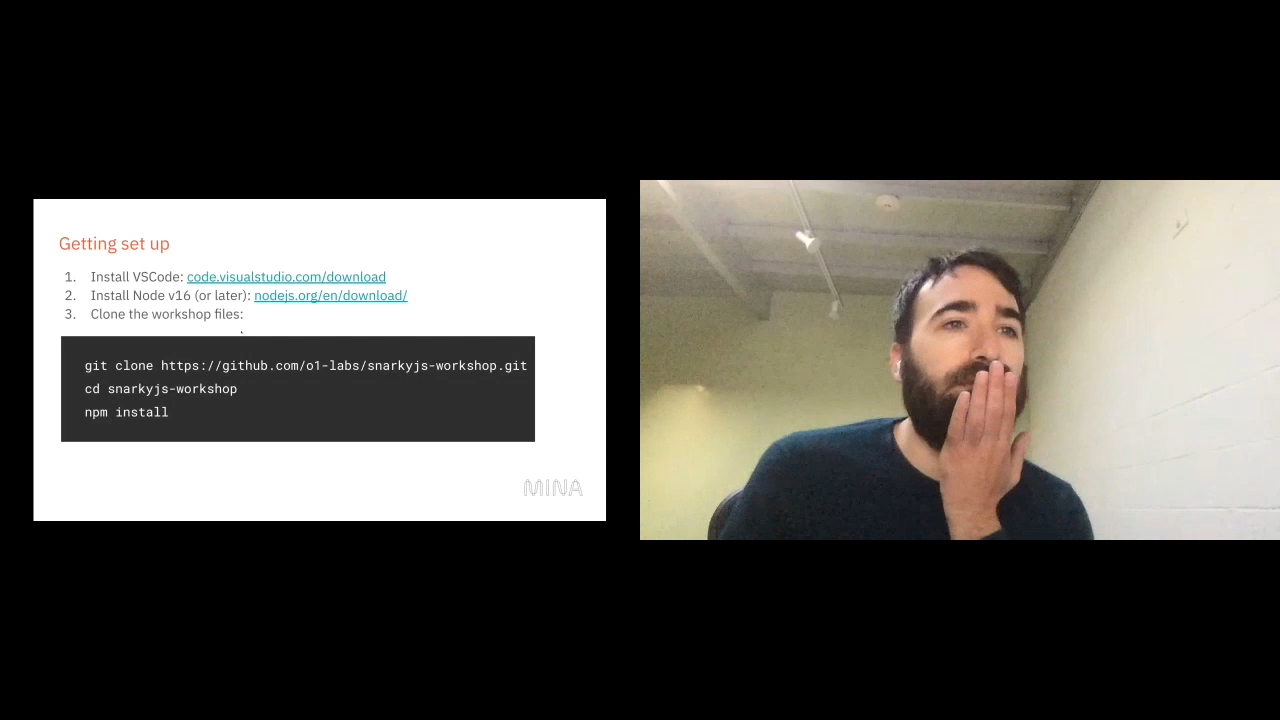 Getting set up
1. Install VSCode: code.visualstudio.com/download
2. Install Node v16 (or later): nodejs.org/en/download/
3. Clone the workshop files:
git clone https://github.com/o1-labs/snarkyjs-workshop.git
cd snarkyjs-workshop
npm install
MINA